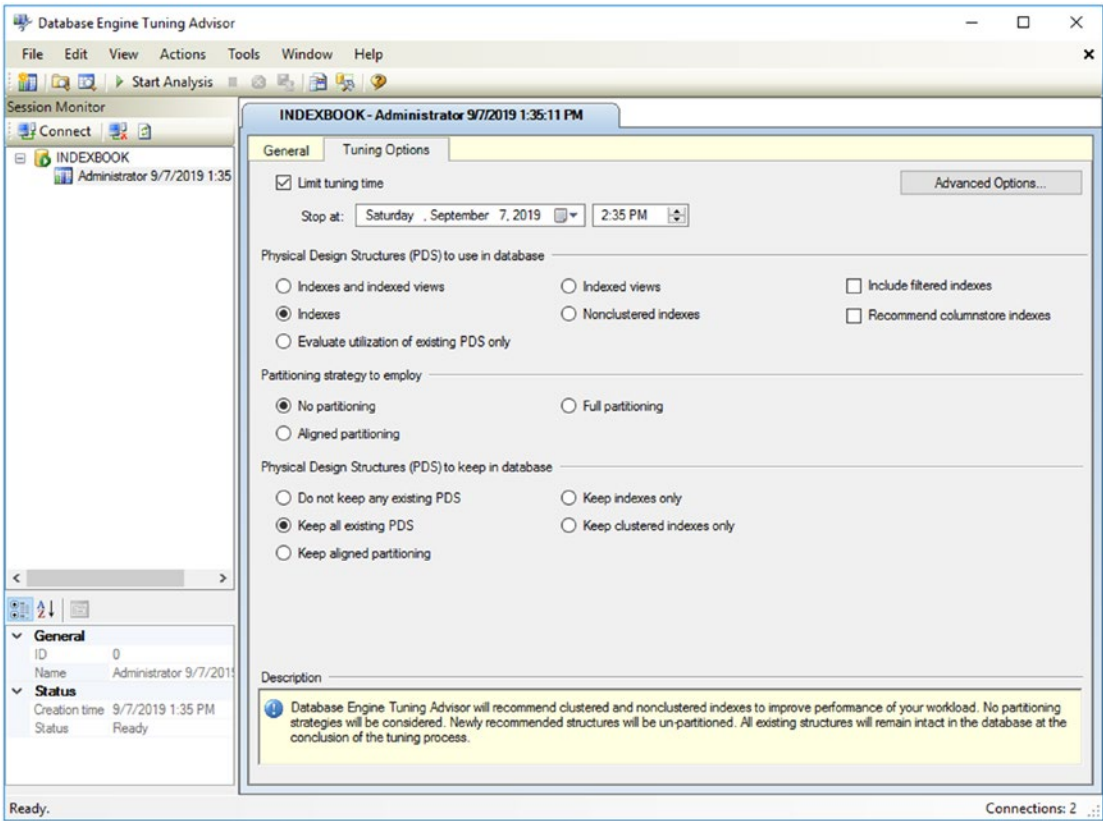 Database Engine Tuning Advisor
File Edit View Actions Tools Window Help
Start Analysis
Session Monitor
Connect
INDEXBOOK
Administrator 9/7/2019 1:35
INDEXBOOK - Administrator 9/7/2019 1:35:11 PM
General Tuning Options
Limit tuning time
Advanced Options...
Stop at: Saturday , September 7, 2019 2:35 PM
Physical Design Structures (PDS) to use in database
Indexes and indexed views Indexed views Include filtered indexes
Indexes Nonclustered indexes Recommend columnstore indexes
Evaluate utilization of existing PDS only
Partitioning strategy to employ
No partitioning Full partitioning
Aligned partitioning
Physical Design Structures (PDS) to keep in database
Do not keep any existing PDS Keep indexes only
Keep all existing PDS Keep clustered indexes only
Keep aligned partitioning
General
ID 0
Name Administrator 9/7/201
Status
Creation time 9/7/2019 1:35 PM
Status Ready
Description
Database Engine Tuning Advisor will recommend clustered and nonclustered indexes to improve performance of your workload. No partitioning
strategies will be considered. Newly recommended structures will be un-partitioned. All existing structures will remain intact in the database at the
conclusion of the tuning process.
Ready. Connections: 2